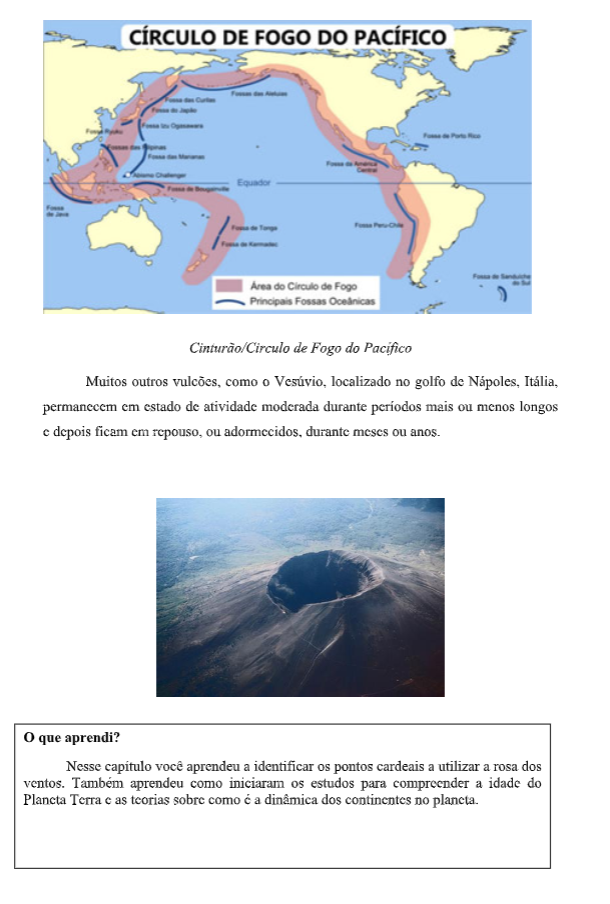 CÍRCULO DE FOGO DO PACÍFICO
Fossas das Aleutas
Fossa das Curilas
Fossa do Japão
Fossa Izu Ogasawara
Fossa Ryuku
Fossas das Filipinas
Fossa das Marianas
Abismo Challenger
Fossa de Bougainville
Equador
Fossa de Java
Fossa de Tonga
Fossa de Kermadec
Fossa de Porto Rico
Fossa da América
Central
Fossa Peru-Chile
Fossa de Sanduíche
do Sul
Área do Círculo de Fogo
Principais Fossas Oceânicas
Cinturão/Circulo de Fogo do Pacífico
Muitos outros vulcões, como o Vesúvio, localizado no golfo de Nápoles, Itália,
permanecem em estado de atividade moderada durante períodos mais ou menos longos
e depois ficam em repouso, ou adormecidos, durante meses ou anos.
O que aprendi?
Nesse capitulo você aprendeu a identificar os pontos cardeais a utilizar a rosa dos
ventos. Também aprendeu como iniciaram os estudos para compreender a idade do
Planeta Terra e as teorias sobre como é a dinâmica dos continentes no planeta.